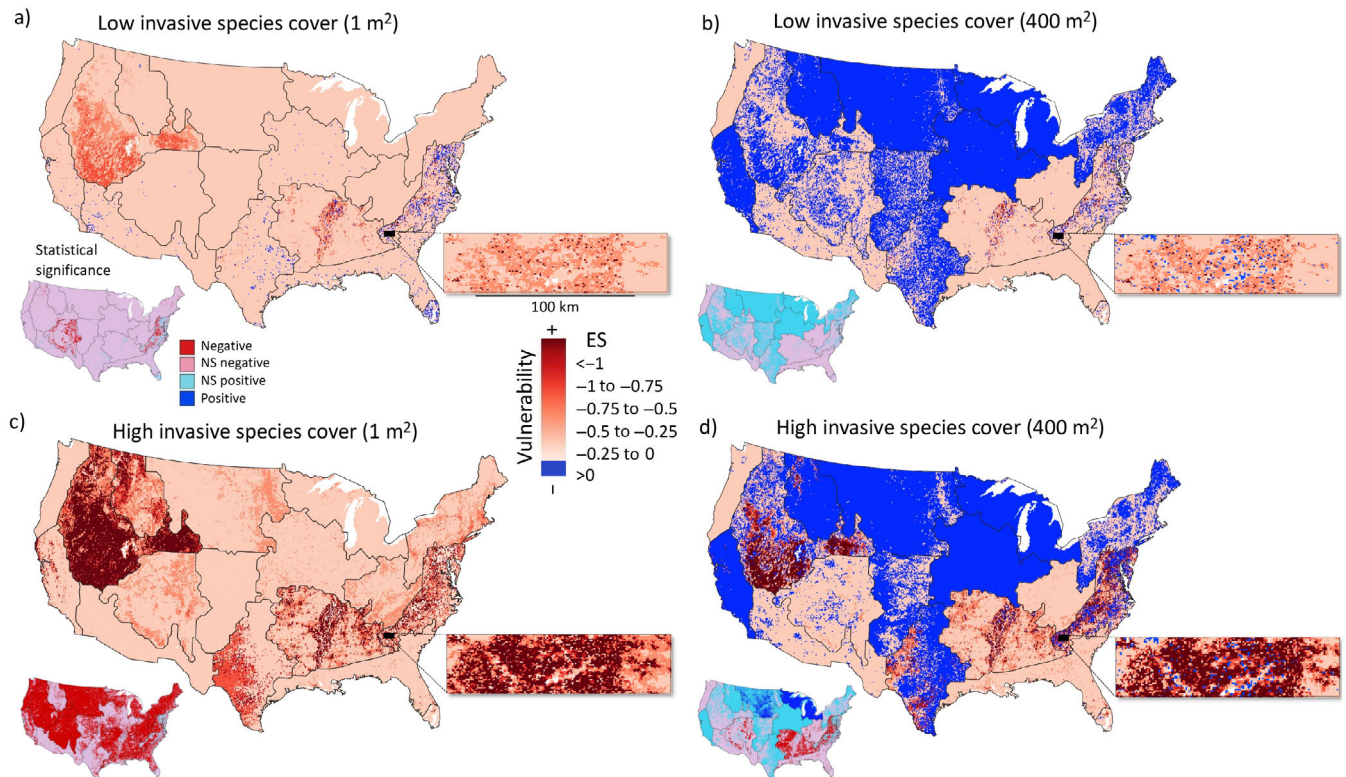 a)
Low invasive species cover (1 m²)
b)
Low invasive species cover (400 m²)
Statistical
significance
Negative
NS negative
NS positive
Positive
100 km
Vulnerability
+
−
ES
<−1
−1 to −0.75
−0.75 to −0.5
−0.5 to −0.25
−0.25 to 0
>0
c)
High invasive species cover (1 m²)
d)
High invasive species cover (400 m²)